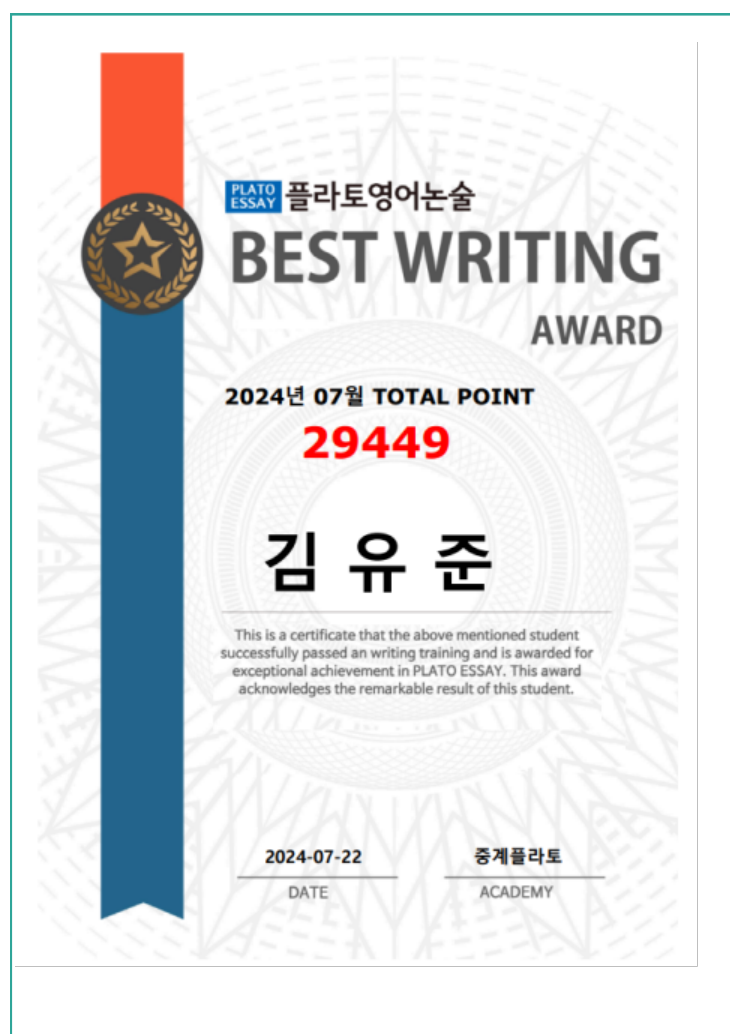 PLATO
ESSAY 플라토영어논술
BEST WRITING
AWARD
2024년 07월 TOTAL POINT
29449
김 유 준
This is a certificate that the above mentioned student
successfully passed an writing training and is awarded for
exceptional achievement in PLATO ESSAY. This award
acknowledges the remarkable result of this student.
2024-07-22
DATE
중계플라토
ACADEMY